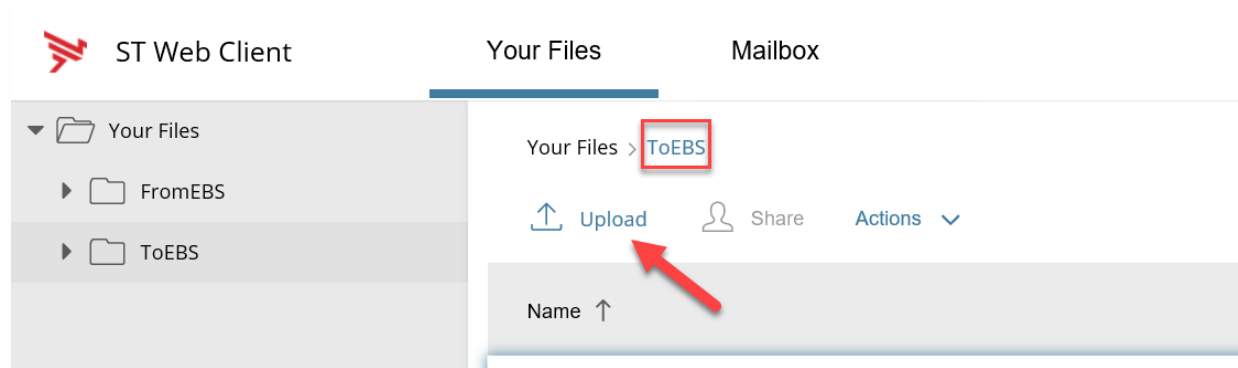 ST Web Client
Your Files
Mailbox
Your Files
FromEBS
ToEBS
Your Files > ToEBS
Upload
Share
Actions
Name ↑